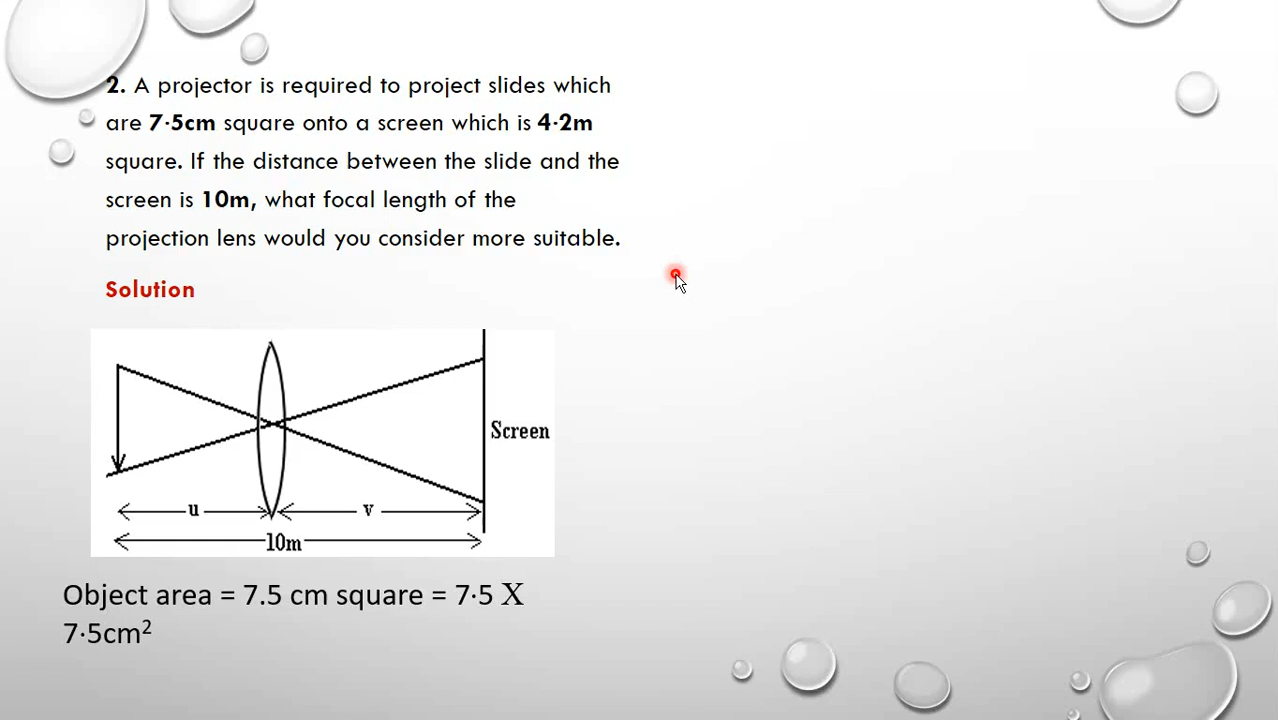 2. A projector is required to project slides which
are 7·5cm square onto a screen which is 4·2m
square. If the distance between the slide and the
screen is 10m, what focal length of the
projection lens would you consider more suitable.
Solution
Screen
u
v
10m
Object area = 7.5 cm square = 7·5 X
7·5cm²